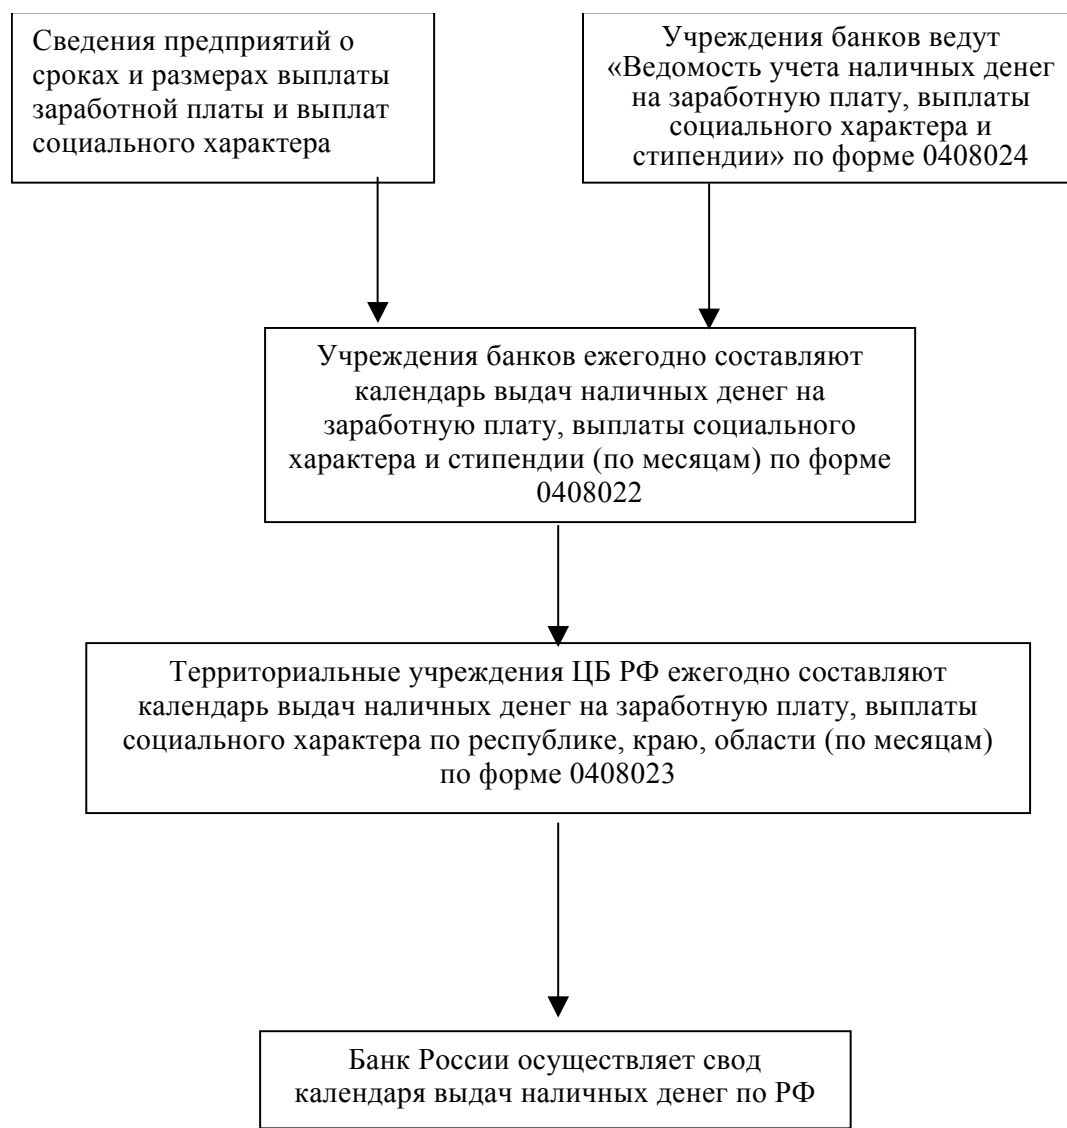 Сведения предприятий о
сроках и размерах выплаты
заработной платы и выплат
социального характера
Учреждения банков ведут
«Ведомость учета наличных денег
на заработную плату, выплаты
социального характера и
стипендии» по форме 0408024
Учреждения банков ежегодно составляют
календарь выдач наличных денег на
заработную плату, выплаты социального
характера и стипендии (по месяцам) по форме
0408022
Территориальные учреждения ЦБ РФ ежегодно составляют
календарь выдач наличных денег на заработную плату, выплаты
социального характера по республике, краю, области (по месяцам)
по форме 0408023
Банк России осуществляет свод
календаря выдач наличных денег по РФ